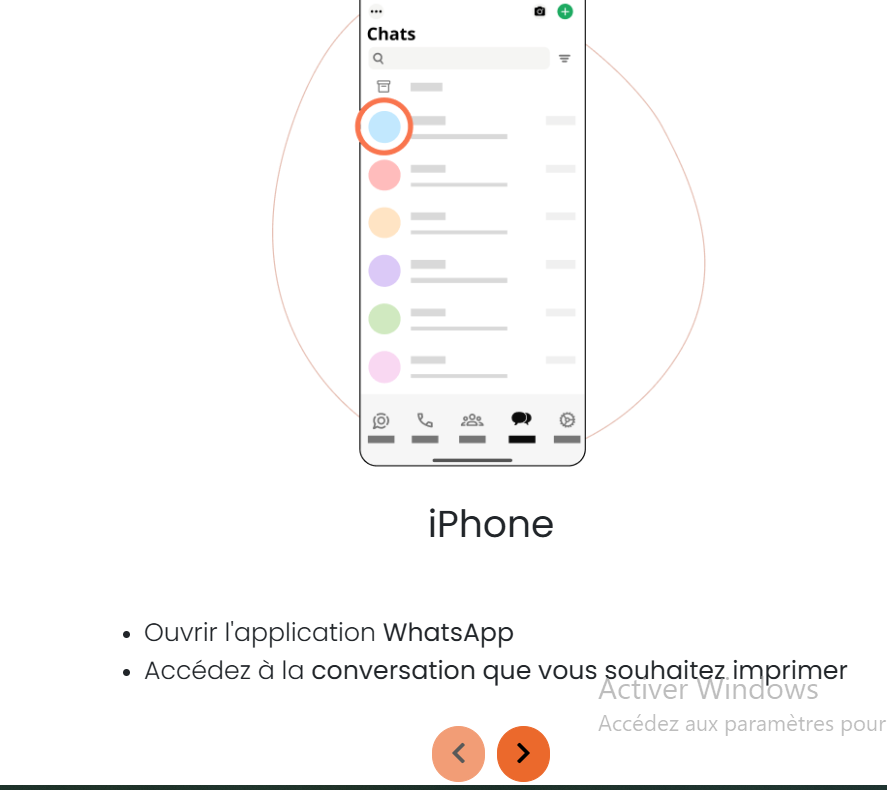 Chats
iPhone
Ouvrir l'application WhatsApp
Accédez à la conversation que vous souhaitez imprimer
Activer Windows
Accédez aux paramètres pour